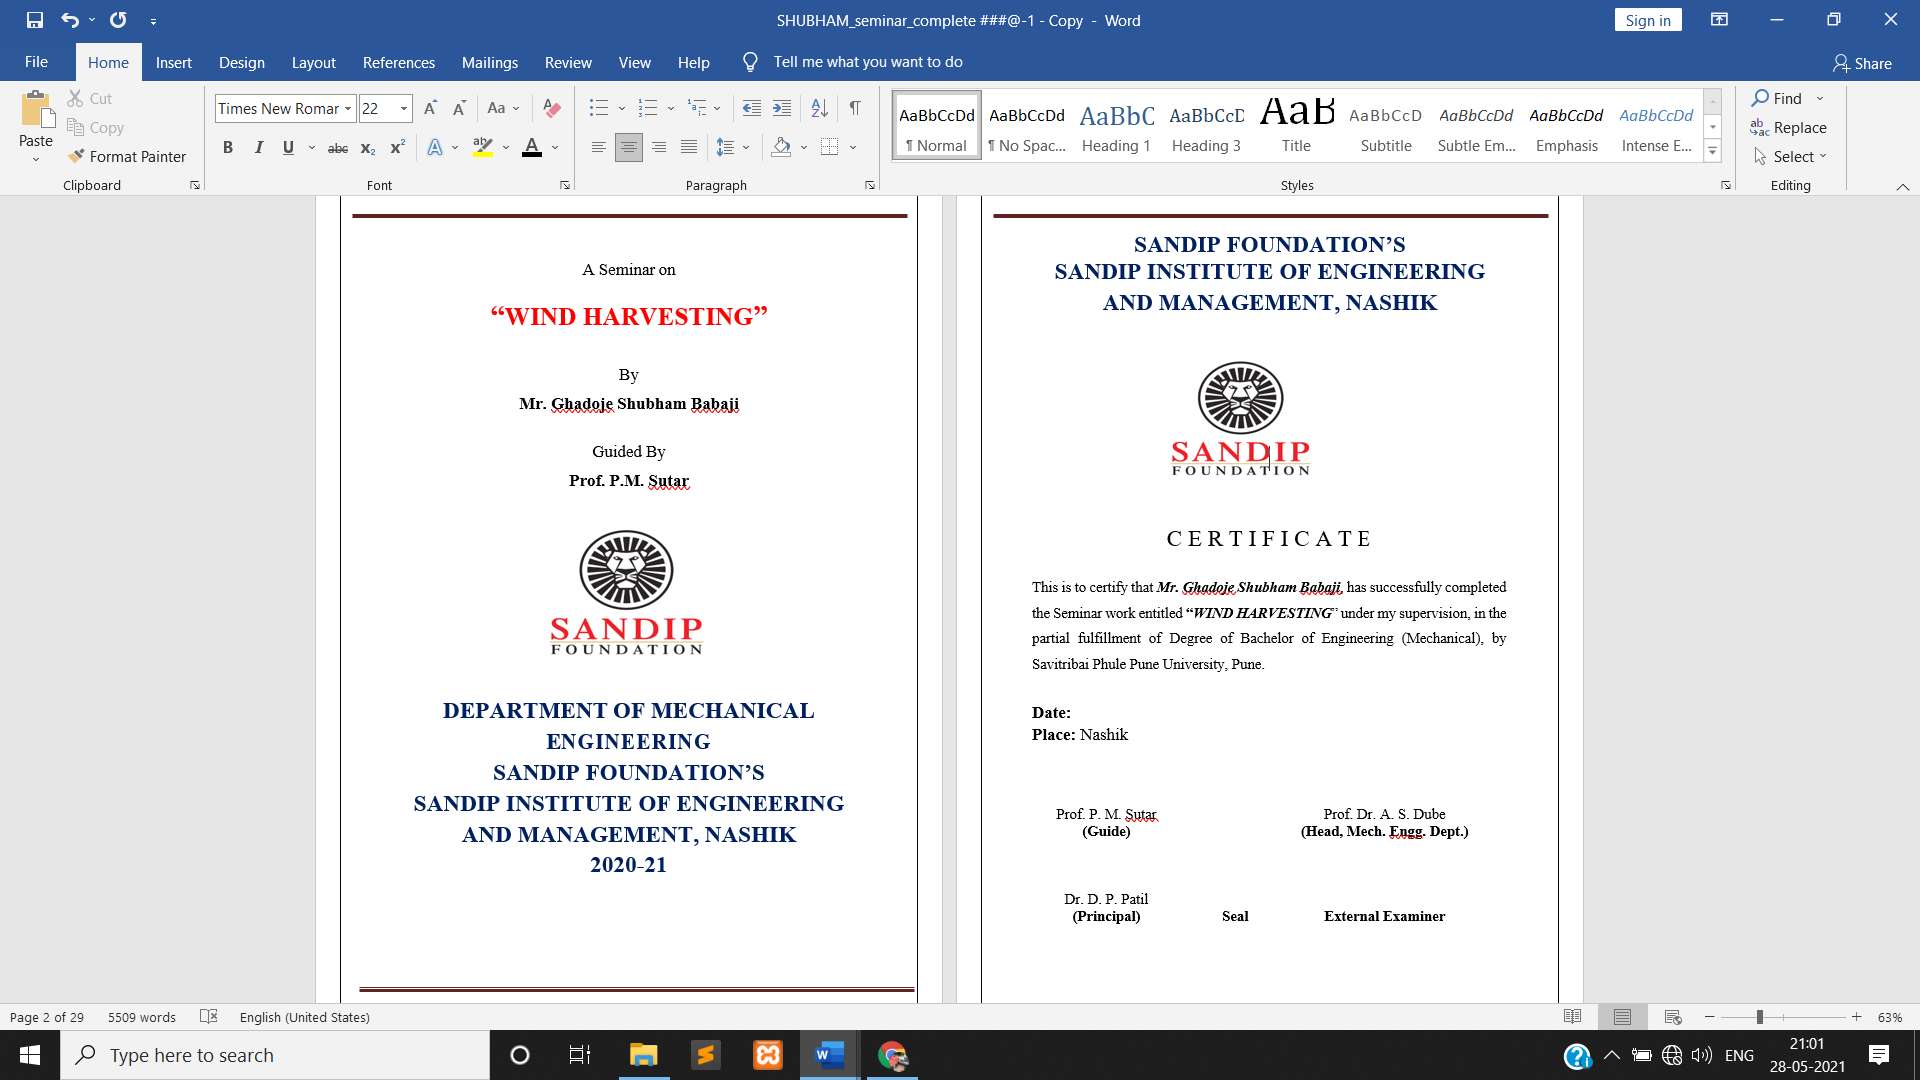 SHUBHAM_seminar_complete ###@-1 - Copy - Word
Sign in
File Home Insert Design Layout References Mailings Review View Help Tell me what you want to do
Share
Paste
Cut
Copy
Format Painter
Clipboard
Times New Romar 22
Aa
B I U abc x₂ x² A ab A
Font
Paragraph
AaBbCcDd AaBbCcDd AaBbC AaBbCcD AaB AaBbCcD AaBbCcDd AaBbCcDd AaBbCcDd
¶ Normal ¶ No Spac... Heading 1 Heading 3 Title Subtitle Subtle Em... Emphasis Intense E...
Styles
Find
Replace
Select
Editing
A Seminar on
“WIND HARVESTING”
By
Mr. Ghadoje Shubham Babaji
Guided By
Prof. P.M. Sutar
SANDIP
FOUNDATION
DEPARTMENT OF MECHANICAL
ENGINEERING
SANDIP FOUNDATION’S
SANDIP INSTITUTE OF ENGINEERING
AND MANAGEMENT, NASHIK
2020-21
SANDIP FOUNDATION’S
SANDIP INSTITUTE OF ENGINEERING
AND MANAGEMENT, NASHIK
SANDIP
FOUNDATION
C E R T I F I C A T E
This is to certify that Mr. Ghadoje Shubham Babaji, has successfully completed
the Seminar work entitled “WIND HARVESTING” under my supervision, in the
partial fulfillment of Degree of Bachelor of Engineering (Mechanical), by
Savitribai Phule Pune University, Pune.
Date:
Place: Nashik
Prof. P. M. Sutar Prof. Dr. A. S. Dube
(Guide) (Head, Mech. Engg. Dept.)
Dr. D. P. Patil
(Principal) Seal External Examiner
Page 2 of 29 5509 words English (United States) 63%
Type here to search
ENG
21:01
28-05-2021